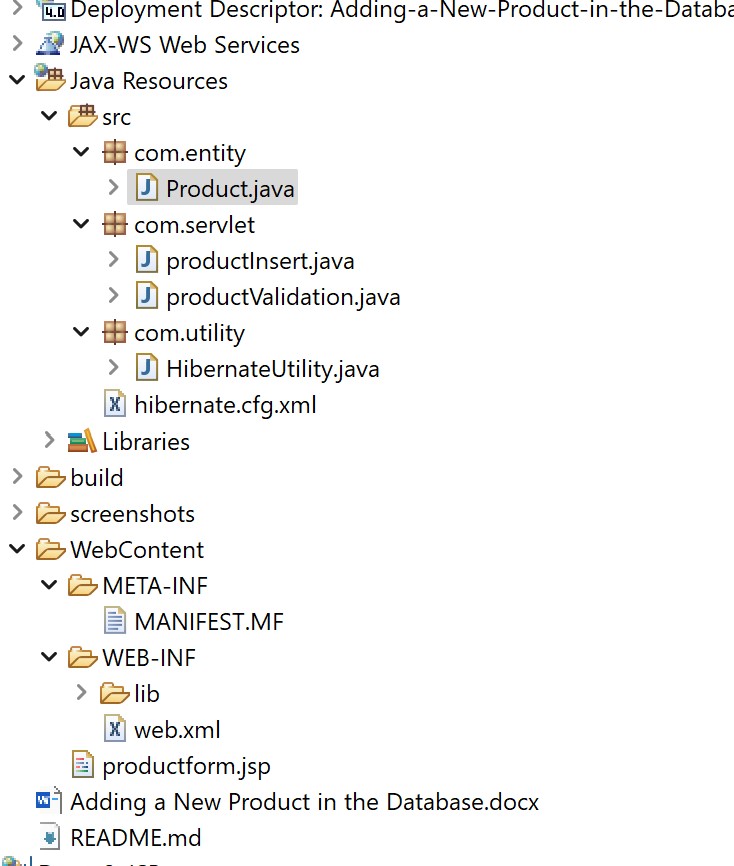 4.0 Deployment Descriptor: Adding-a-New-Product-in-the-Databa
JAX-WS Web Services
Java Resources
src
com.entity
J Product.java
com.servlet
J productInsert.java
J productValidation.java
com.utility
J HibernateUtility.java
X hibernate.cfg.xml
Libraries
build
screenshots
WebContent
META-INF
MANIFEST.MF
WEB-INF
lib
X web.xml
productform.jsp
W Adding a New Product in the Database.docx
README.md